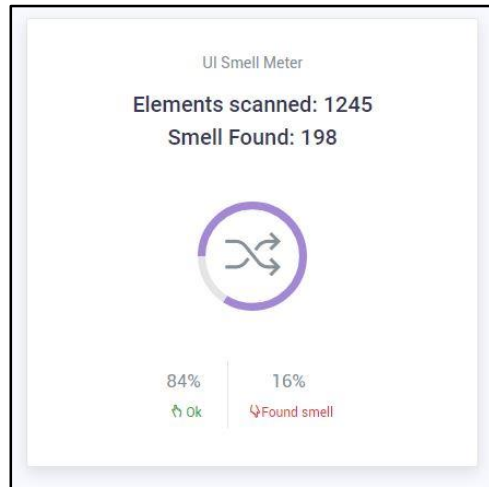 UI Smell Meter
Elements scanned: 1245
Smell Found: 198
84% 16%
Ok Found smell